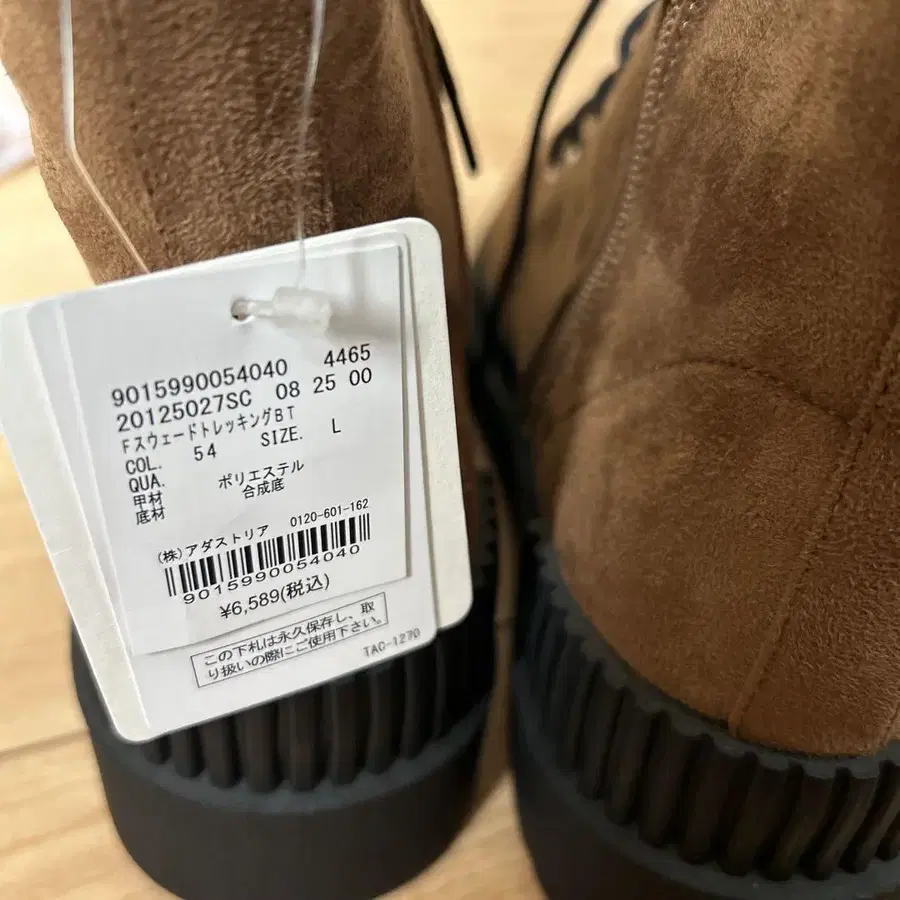 9015990054040 4465
20125027SC 08 25 00
FスウェードトレッキングBT
COL. 54 SIZE. L
QUA.
甲材 ポリエステル
底材 合成底
(株)アダストリア 0120-601-162
9015990054040
¥6,589(税込)
この下札は永久保存し、取
り扱いの際にご使用下さい。
TAC-1270